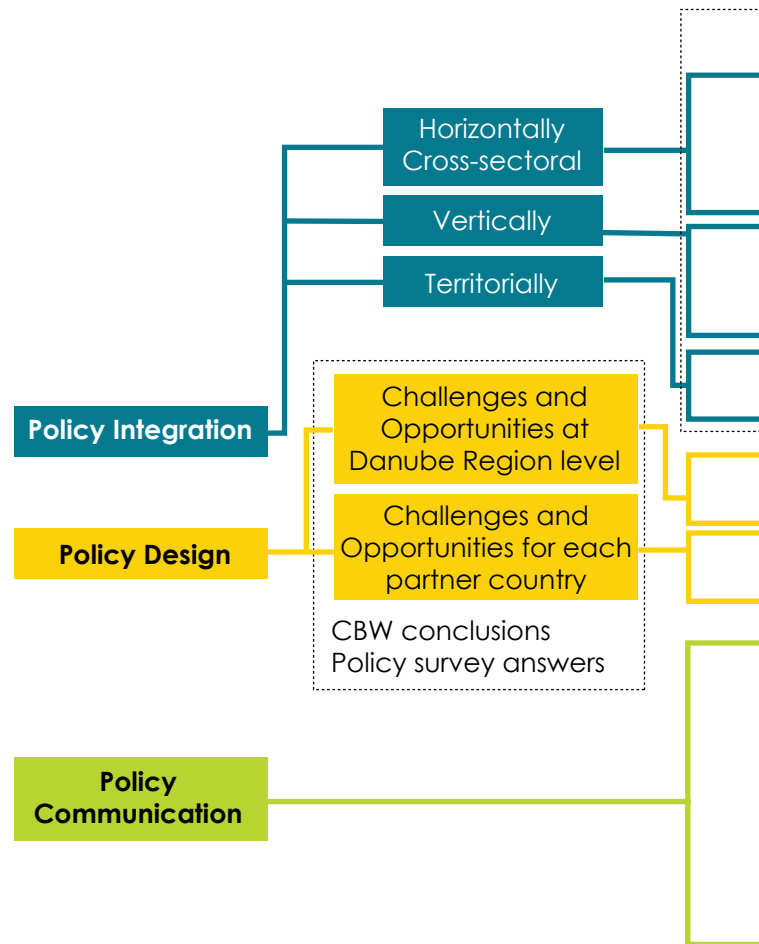 Horizontally
Cross-sectoral
Vertically
Territorially
Policy Integration
Challenges and
Opportunities at
Danube Region level
Policy Design
Challenges and
Opportunities for each
partner country
CBW conclusions
Policy survey answers
Policy
Communication